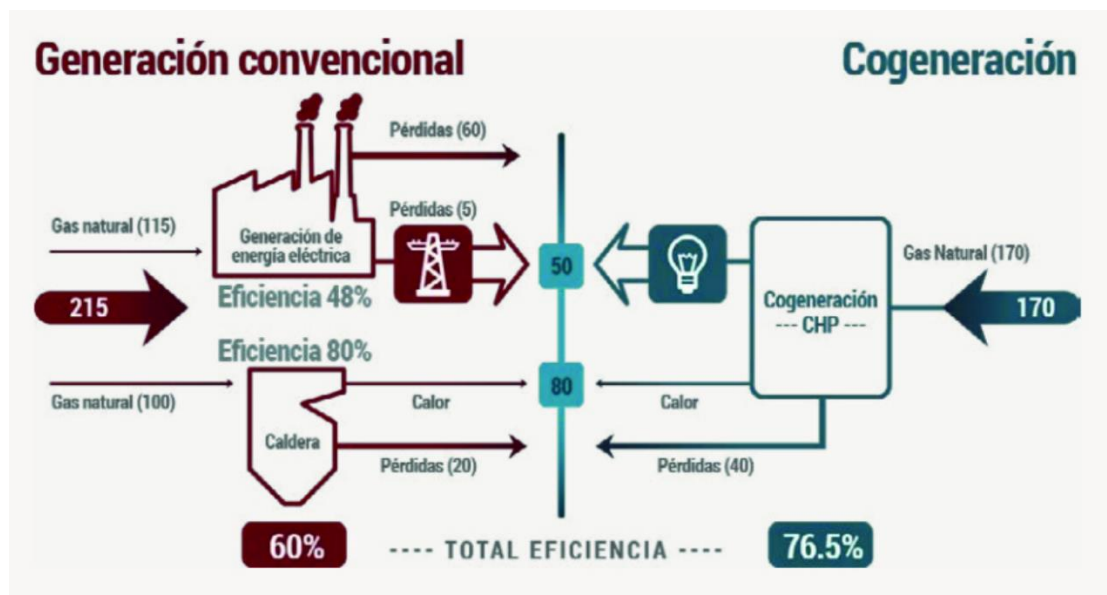 Generación convencional
Cogeneración
Pérdidas (60)
Gas natural (115)
Generación de
energía eléctrica
Pérdidas (5)
50
Gas Natural (170)
215
Eficiencia 48%
Cogeneración
--- CHP ---
170
Eficiencia 80%
80
Gas natural (100)
Calor
Calor
Caldera
Pérdidas (20)
Pérdidas (40)
60%
---- TOTAL EFICIENCIA ----
76.5%